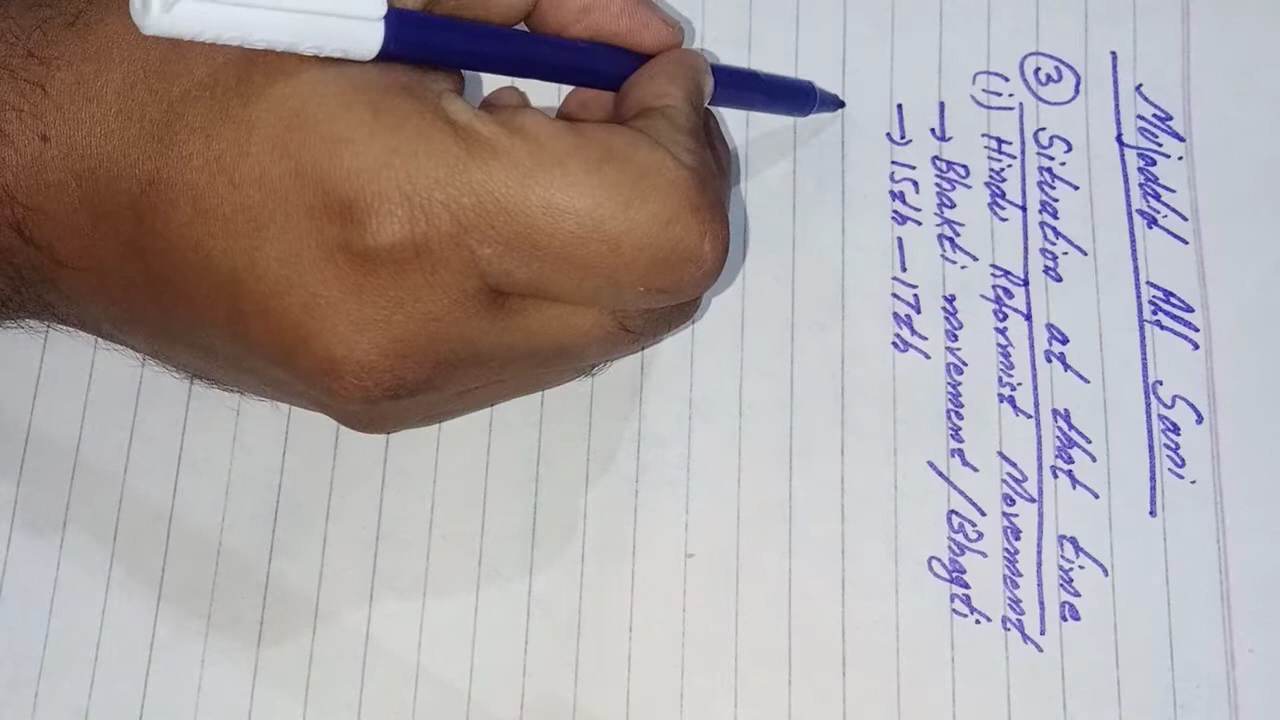 Mujaddid Alf Sani
③ Situation at that time
(i) Hindu Reformist Movement
→ Bhakti movement / Bhagti
→ 15th – 17th